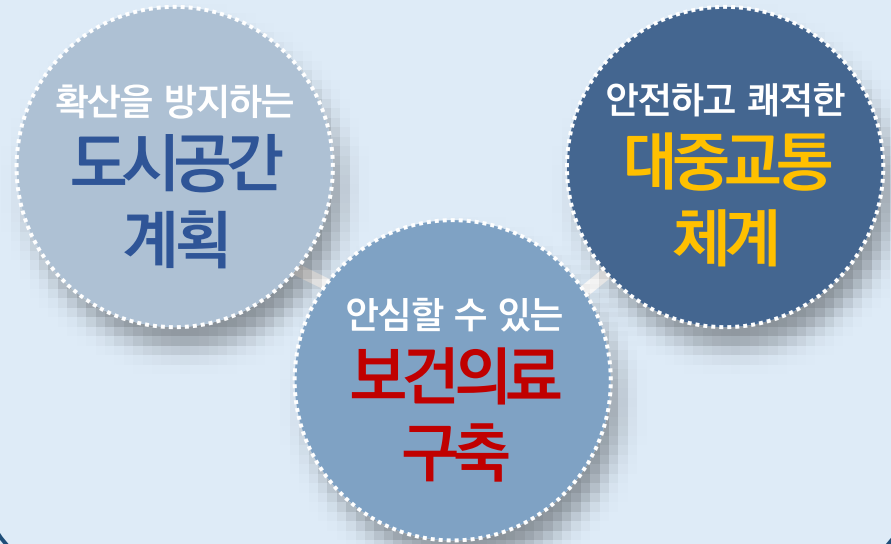 확산을 방지하는
도시공간
계획
안전하고 쾌적한
대중교통
체계
안심할 수 있는
보건의료
구축